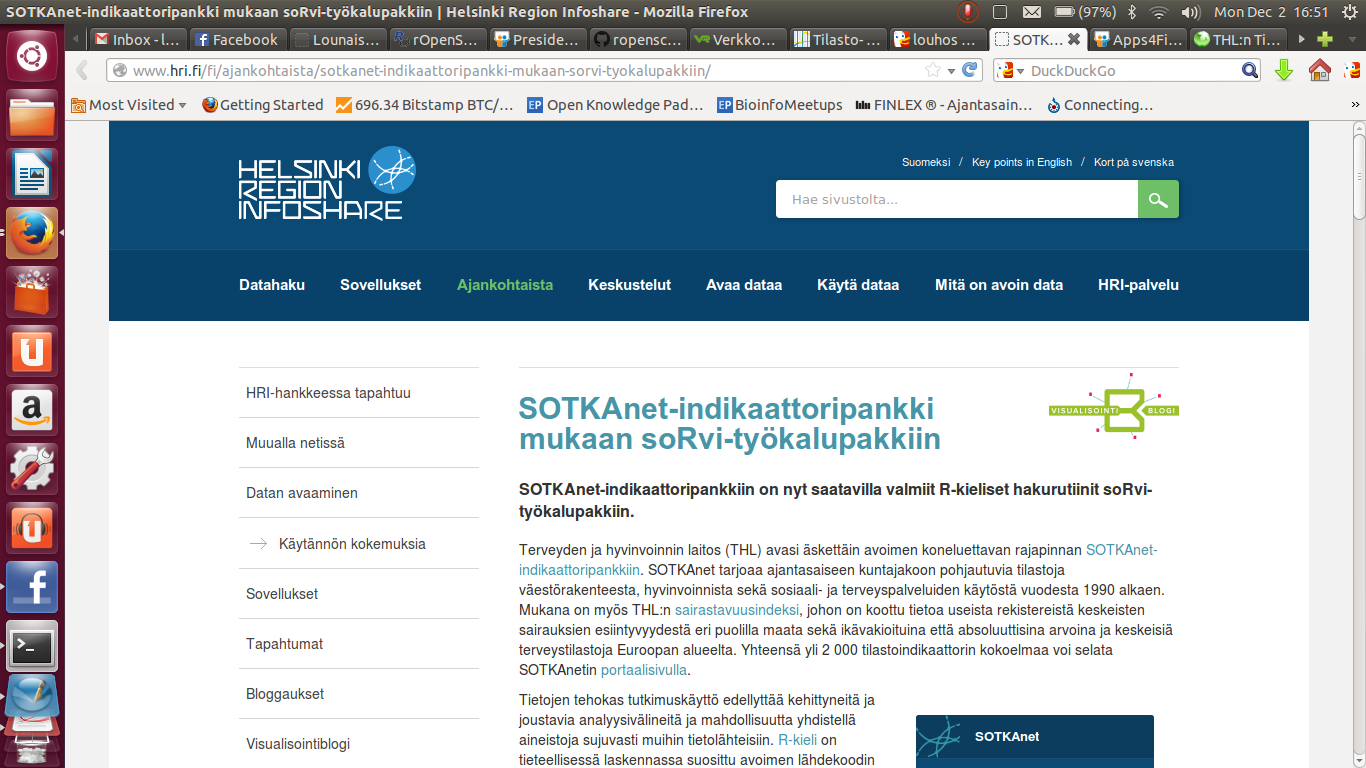 SOTKAnet-indikaattoripankki mukaan soRvi-työkalupakkiin | Helsinki Region Infoshare - Mozilla Firefox
(97%)
Mon Dec 2 16:51
Inbox - l…
Facebook
Lounais…
rOpenS…
Preside…
ropensc…
Verkko…
Tilasto-…
louhos …
SOTK…
Apps4Fi…
THL:n Ti…
www.hri.fi/fi/ajankohtaista/sotkanet-indikaattoripankki-mukaan-sorvi-tyokalupakkiin/
DuckDuckGo
Most Visited
Getting Started
696.34 Bitstamp BTC/…
EP Open Knowledge Pad…
EP BioinfoMeetups
FINLEX ® - Ajantasain…
Connecting…
»
HELSINKI
REGION
INFOSHARE
Suomeksi / Key points in English / Kort på svenska
Hae sivustolta...
Datahaku
Sovellukset
Ajankohtaista
Keskustelut
Avaa dataa
Käytä dataa
Mitä on avoin data
HRI-palvelu
HRI-hankkeessa tapahtuu
Muualla netissä
Datan avaaminen
Käytännön kokemuksia
Sovellukset
Tapahtumat
Bloggaukset
Visualisointiblogi
SOTKAnet-indikaattoripankki
mukaan soRvi-työkalupakkiin
VISUALISOINTI BLOGI
SOTKAnet-indikaattoripankkiin on nyt saatavilla valmiit R-kieliset hakurutiinit soRvi-
työkalupakkiin.
Terveyden ja hyvinvoinnin laitos (THL) avasi äskettäin avoimen koneluettavan rajapinnan SOTKAnet-
indikaattoripankkiin. SOTKAnet tarjoaa ajantasaiseen kuntajakoon pohjautuvia tilastoja
väestörakenteesta, hyvinvoinnista sekä sosiaali- ja terveyspalveluiden käytöstä vuodesta 1990 alkaen.
Mukana on myös THL:n sairastavuusindeksi, johon on koottu tietoa useista rekistereistä keskeisten
sairauksien esiintyvyydestä eri puolilla maata sekä ikävakioituina että absoluuttisina arvoina ja keskeisiä
terveystilastoja Euroopan alueelta. Yhteensä yli 2 000 tilastoindikaattorin kokoelmaa voi selata
SOTKAnetin portaalisivulla.
Tietojen tehokas tutkimuskäyttö edellyttää kehittyneitä ja
joustavia analyysivälineitä ja mahdollisuutta yhdistellä
aineistoja sujuvasti muihin tietolähteisiin. R-kieli on
tieteellisessä laskennassa suosittu avoimen lähdekoodin
SOTKAnet